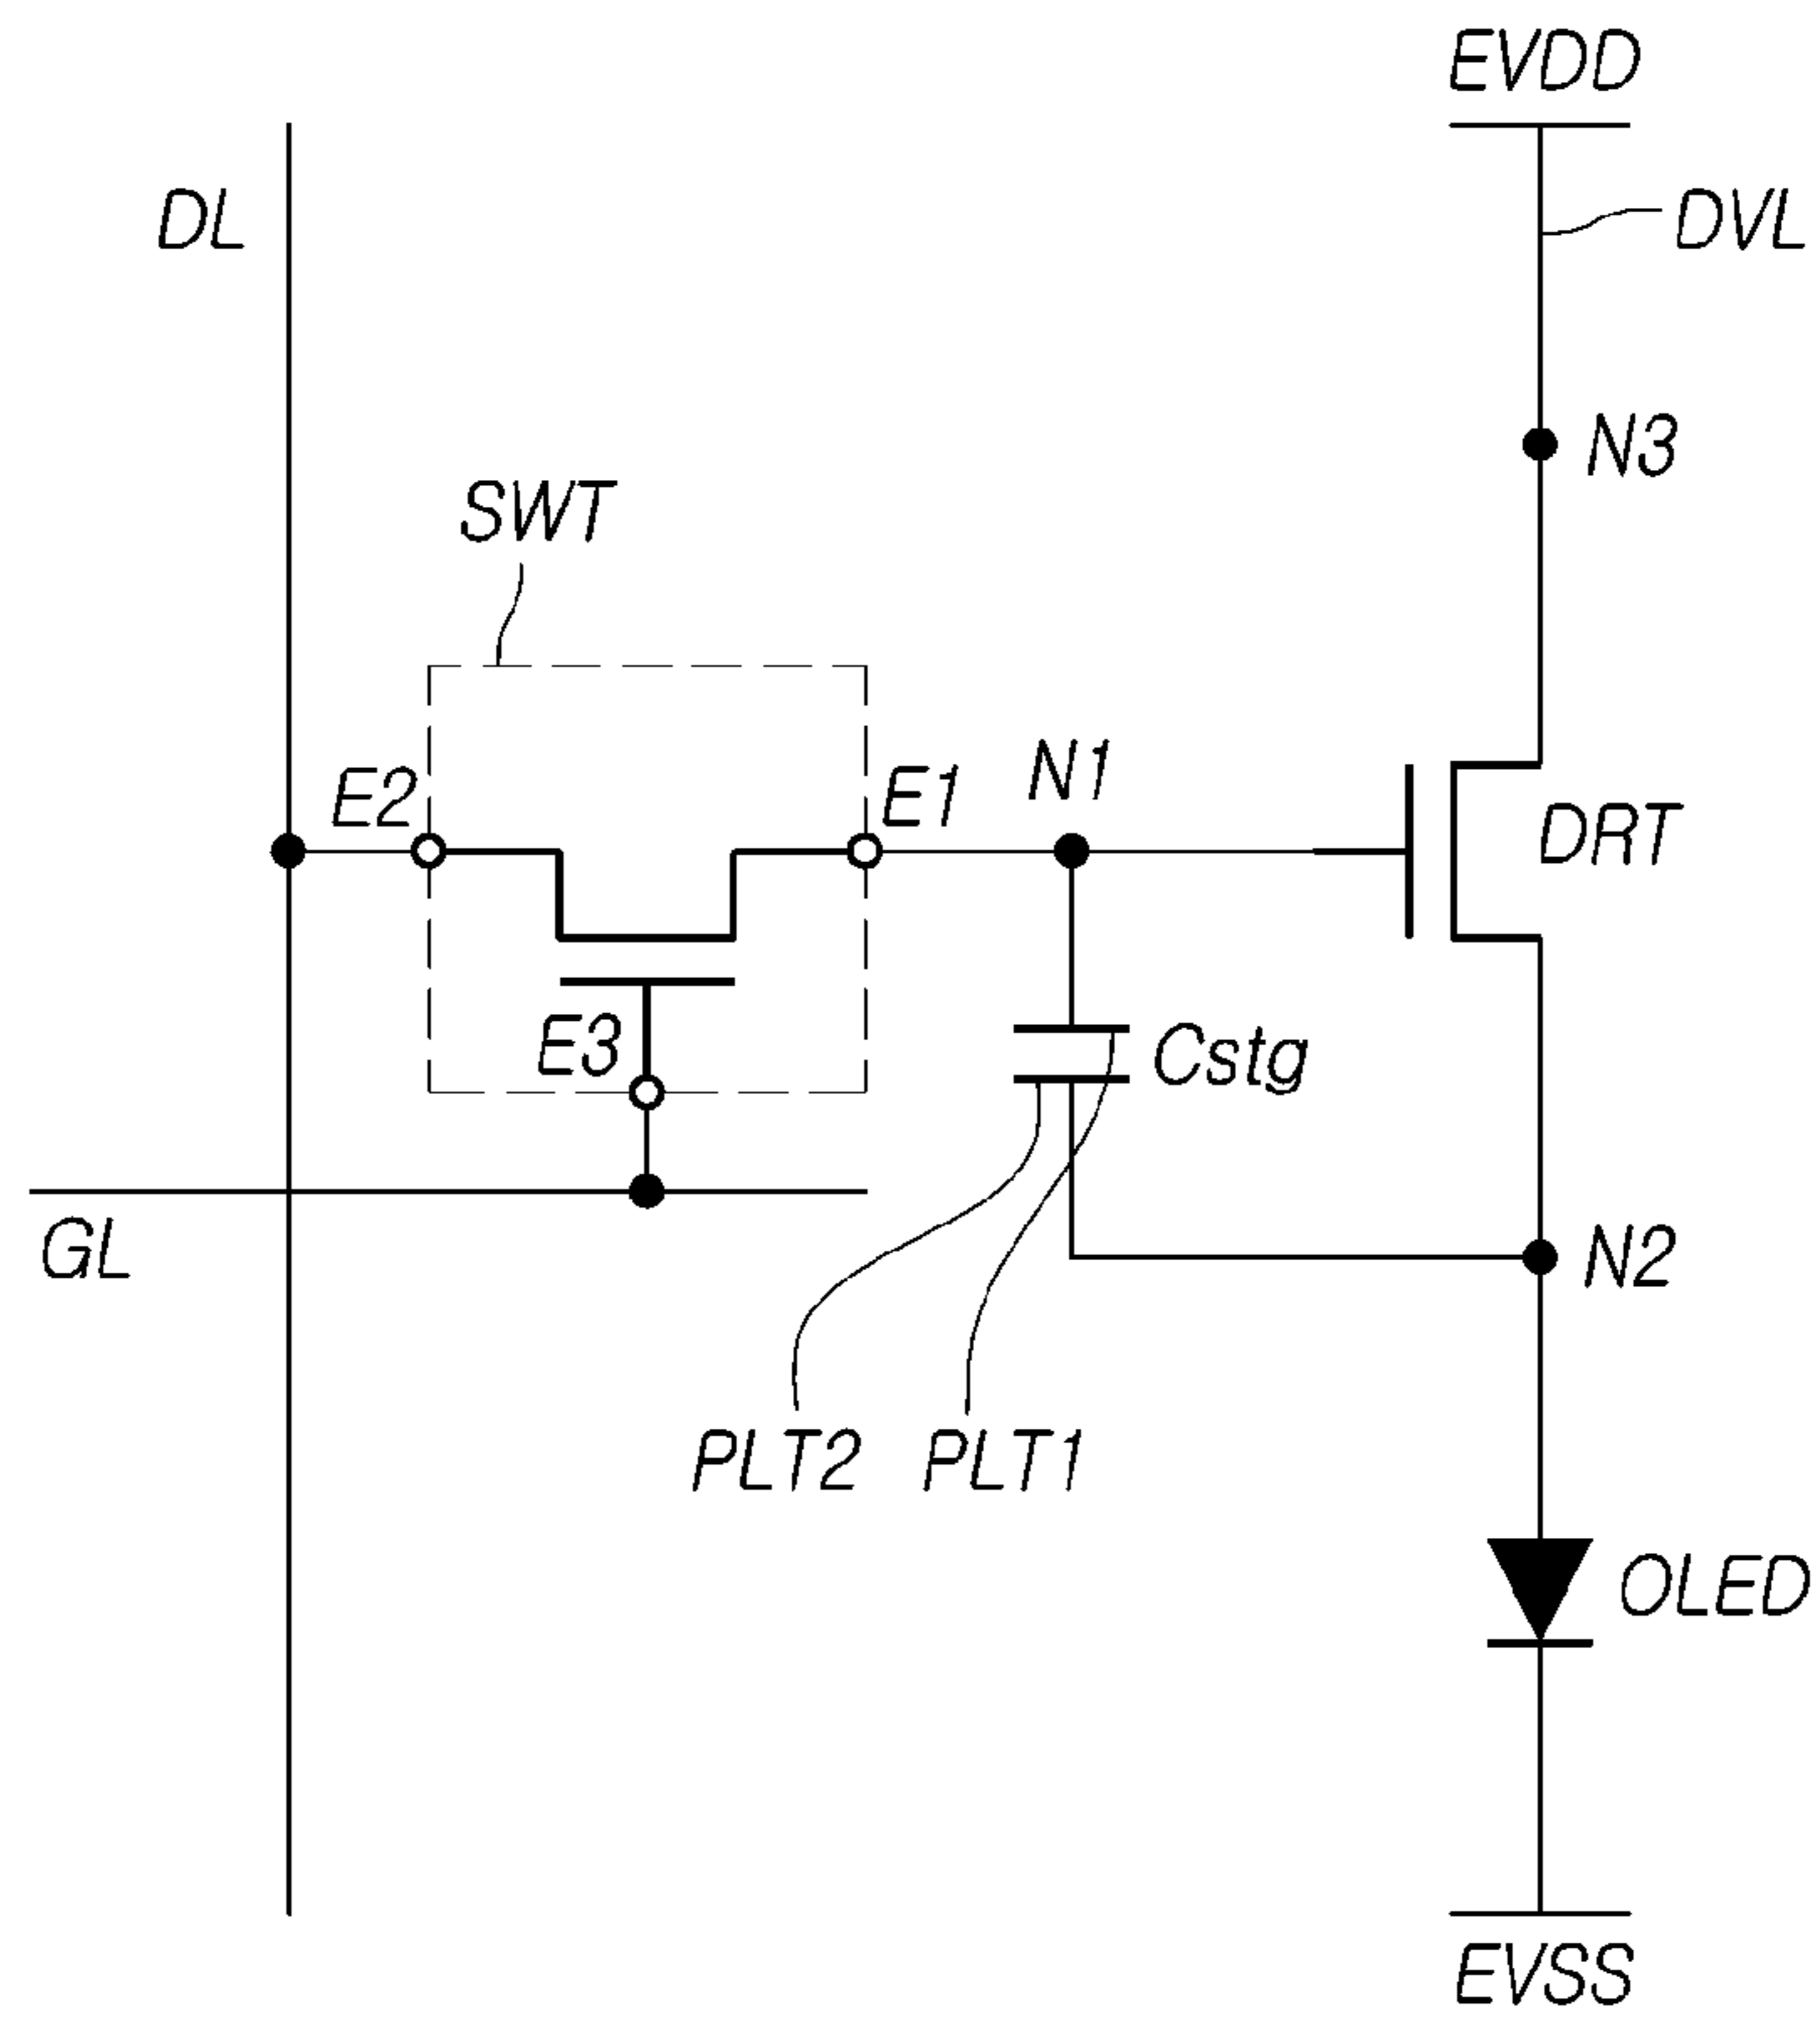 EVDD
DL
DVL
N3
SWT
E2
E1
N1
DRT
E3
Cstg
GL
N2
PLT2
PLT1
OLED
EVSS